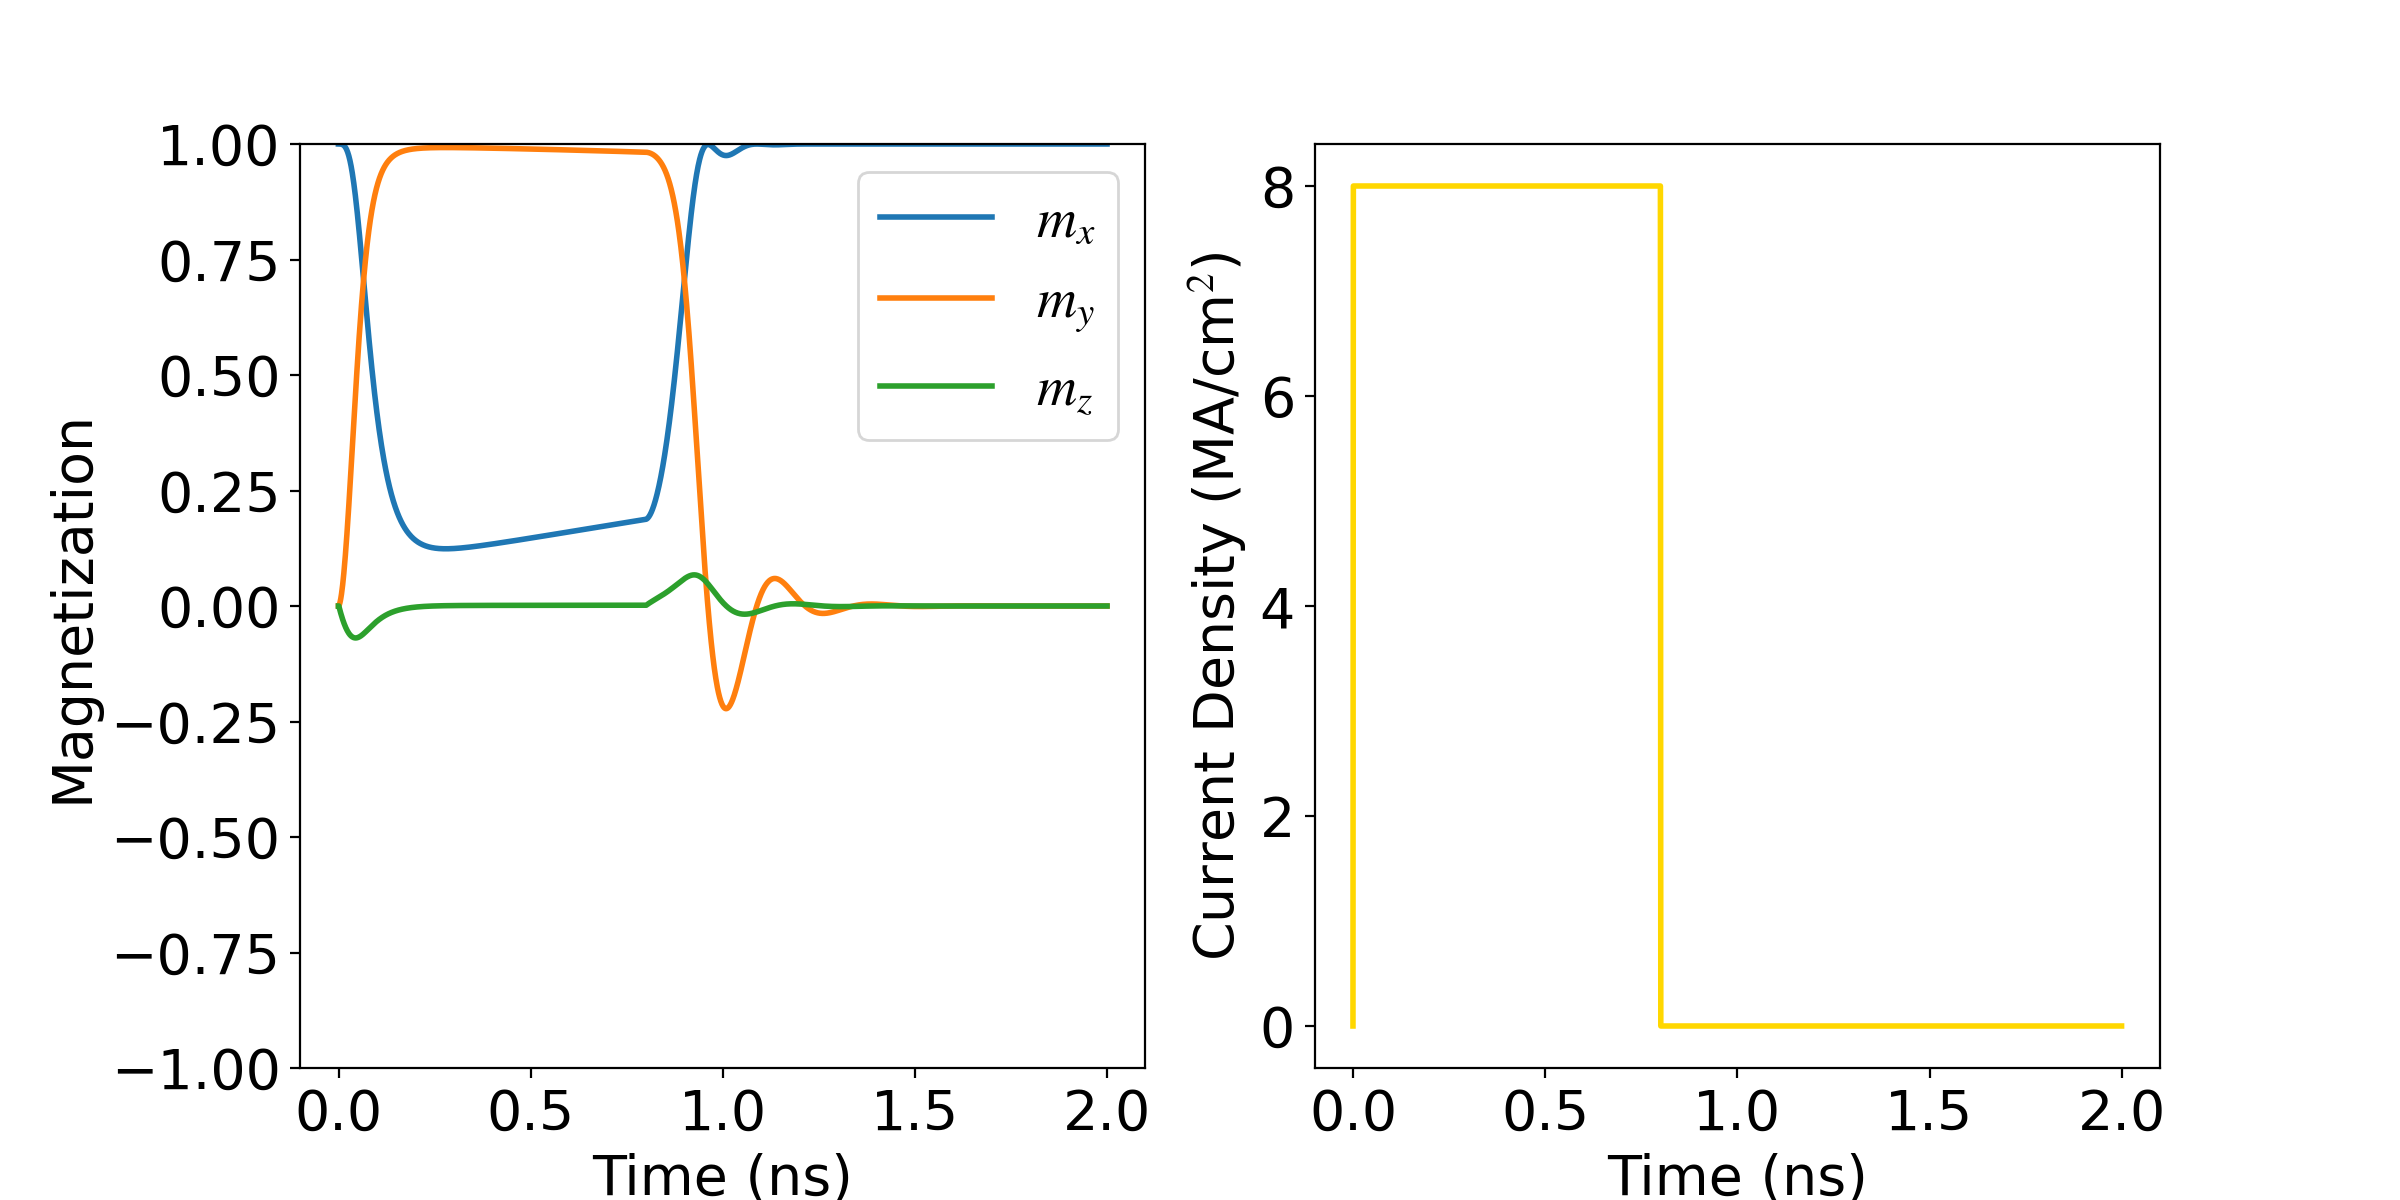 1.00
0.75
0.50
0.25
0.00
−0.25
−0.50
−0.75
−1.00
Magnetization
0.0 0.5 1.0 1.5 2.0
Time (ns)
m_x
m_y
m_z
8
6
4
2
0
Current Density (MA/cm²)
0.0 0.5 1.0 1.5 2.0
Time (ns)